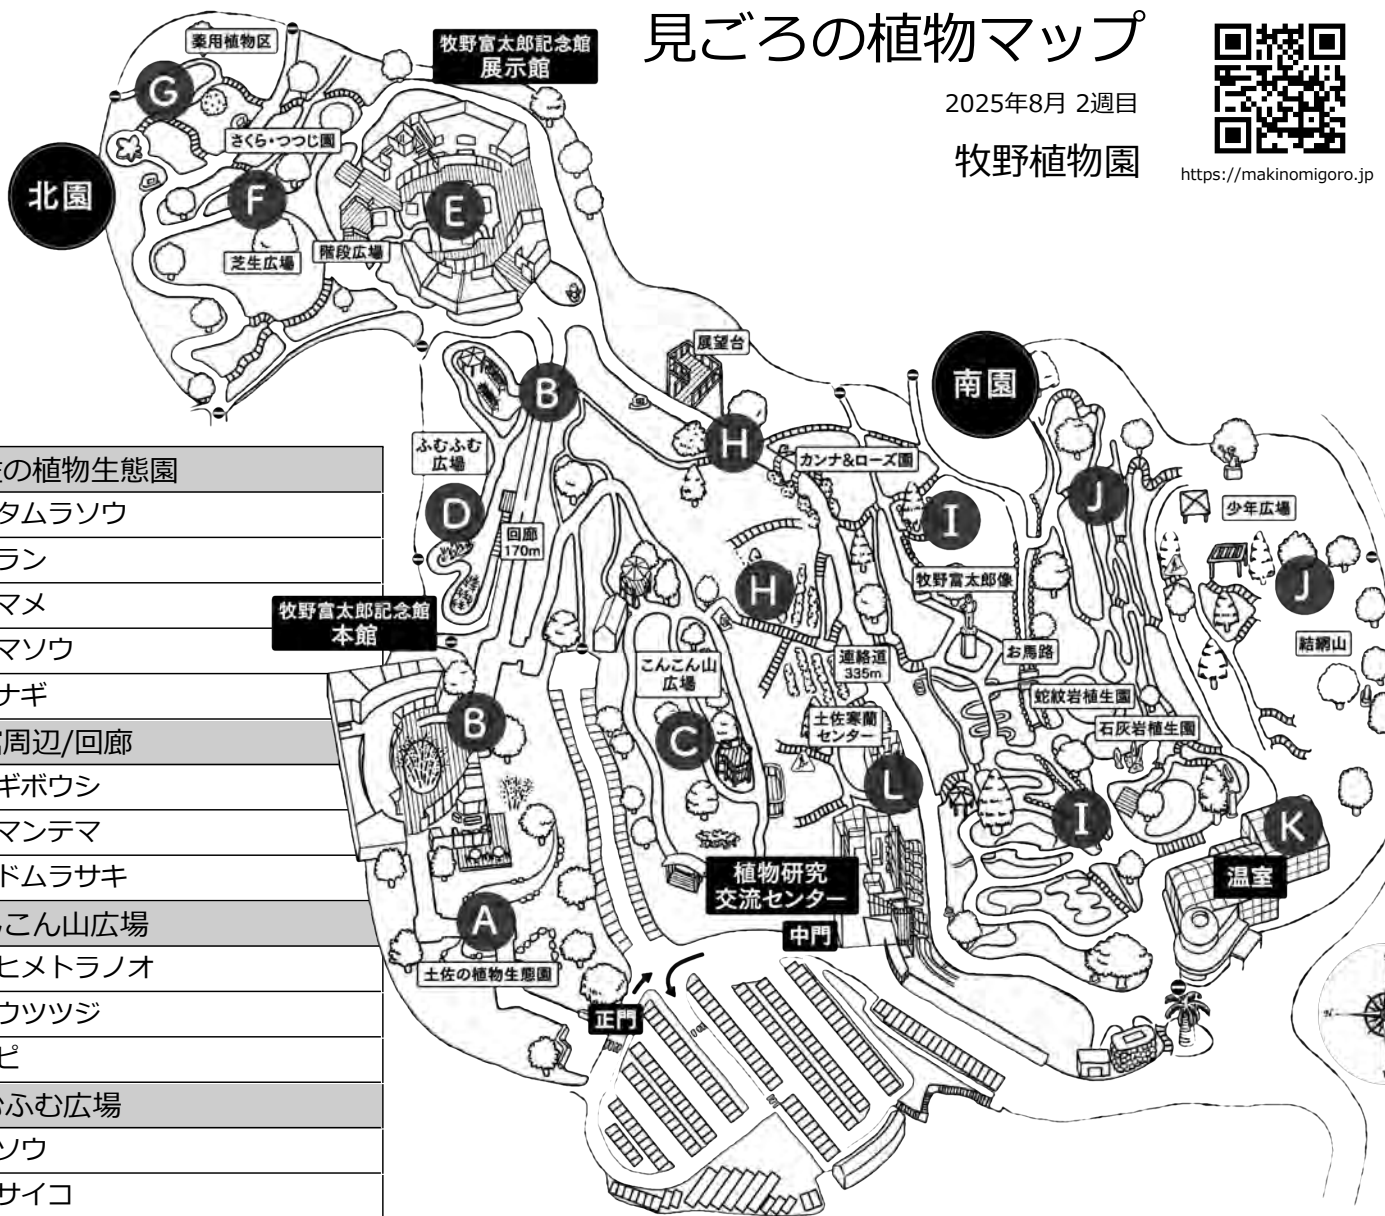 見ごろの植物マップ
2025年8月 2週目
牧野植物園
https://makinomigoro.jp
北園
薬用植物区
G
さくら・つつじ園
F
芝生広場
階段広場
牧野富太郎記念館
展示館
E
展望台
南園
B
H
カンナ&ローズ園
ふむふむ
広場
D
回廊
170m
I
J
少年広場
J
結網山
H
牧野富太郎像
お馬路
牧野富太郎記念館
本館
こんこん山
広場
連絡道
335m
蛇紋岩植生園
石灰岩植生園
土佐寒蘭
センター
B
C
L
I
K
温室
植物研究
交流センター
中門
A
土佐の植物生態園
正門
の植物生態園
タムラソウ
ラン
マメ
マソウ
ナギ
周辺/回廊
ギボウシ
マンテマ
ドムラサキ
こん山広場
ヒメトラノオ
ウツツジ
ピ
ふむ広場
ソウ
サイコ